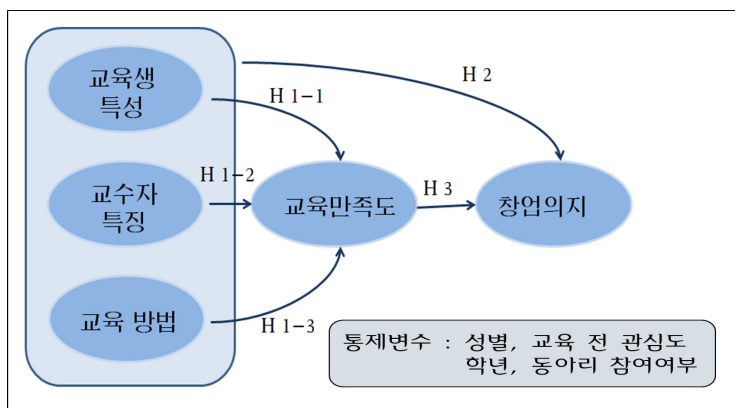 교육생
특성
H 2
H 1-1
교수자
특징
H 1-2
교육만족도
H 3
창업의지
교육 방법
H 1-3
통제변수 : 성별, 교육 전 관심도
학년, 동아리 참여여부